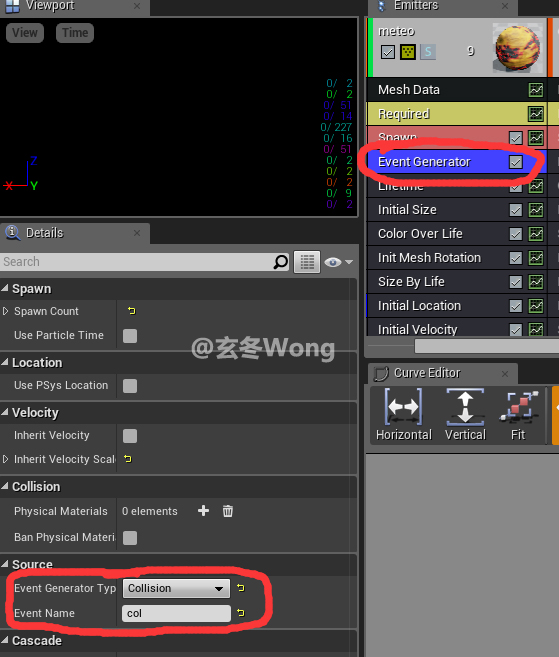 Viewport
View
Time
0/ 2
0/ 2
0/ 51
0/ 14
0/ 227
0/ 16
0/ 51
0/ 2
0/ 2
0/ 2
0/ 9
0/ 2
Z
X Y
Details
Search
Spawn
Spawn Count
Use Particle Time
Location
Use PSys Location
Velocity
Inherit Velocity
Inherit Velocity Scal
Collision
Physical Materials 0 elements
Ban Physical Materi
Source
Event Generator Typ Collision
Event Name col
Cascade
@玄冬Wong
Emitters
meteo
S 9
Mesh Data
Required
Spawn
Event Generator
Lifetime
Initial Size
Color Over Life
Init Mesh Rotation
Size By Life
Initial Location
Initial Velocity
Curve Editor
Horizontal Vertical Fit